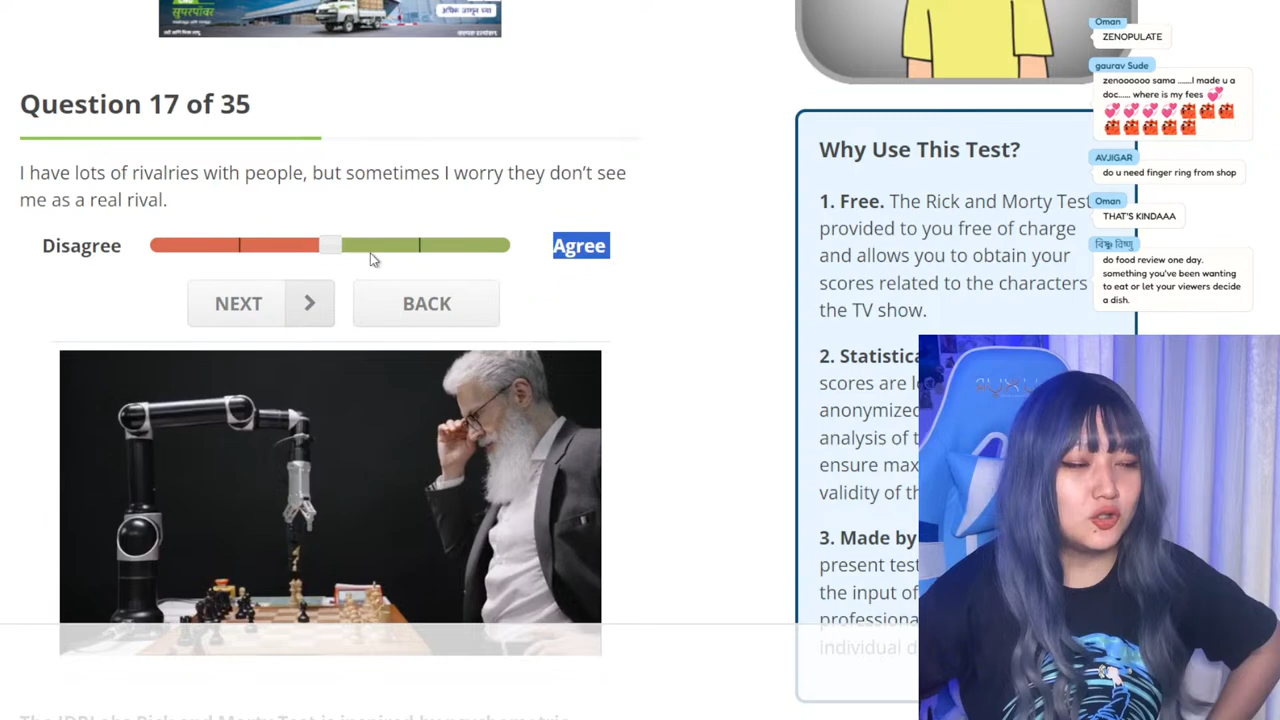 सुपरपॉवर
अधिक जागून घ्या
Question 17 of 35
I have lots of rivalries with people, but sometimes I worry they don't see
me as a real rival.
Disagree
Agree
NEXT
BACK
Why Use This Test?
1. Free. The Rick and Morty Test
provided to you free of charge
and allows you to obtain your
scores related to the characters
the TV show.
2. Statistica
scores are
anonymized
analysis of t
ensure max
validity of th
3. Made by
present test
the input of
professiona
individual d
Oman
ZENOPULATE
gaurav Sude
zenoooooo sama ......I made u a
doc...... where is my fees
AVJIGAR
do u need finger ring from shop
Oman
THAT'S KINDAAA
বিষ্ণু বিষ্ণু
do food review one day.
something you've been wanting
to eat or let your viewers decide
a dish.